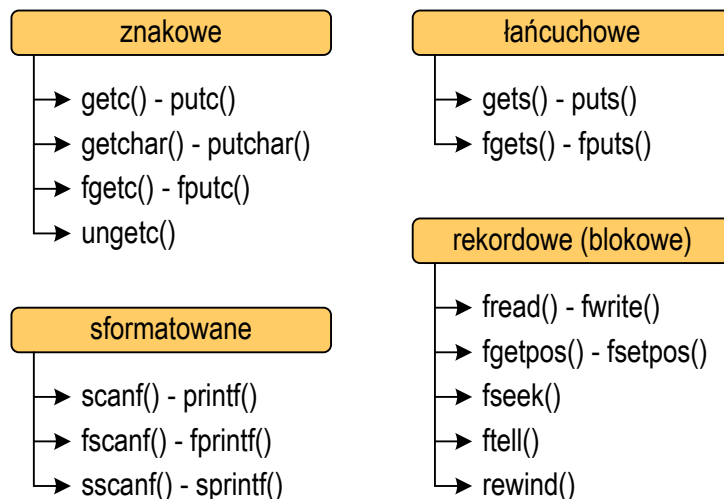 znakowe
getc() - putc()
getchar() - putchar()
fgetc() - fputc()
ungetc()
sformatowane
scanf() - printf()
fscanf() - fprintf()
sscanf() - sprintf()
łańcuchowe
gets() - puts()
fgets() - fputs()
rekordowe (blokowe)
fread() - fwrite()
fgetpos() - fsetpos()
fseek()
ftell()
rewind()